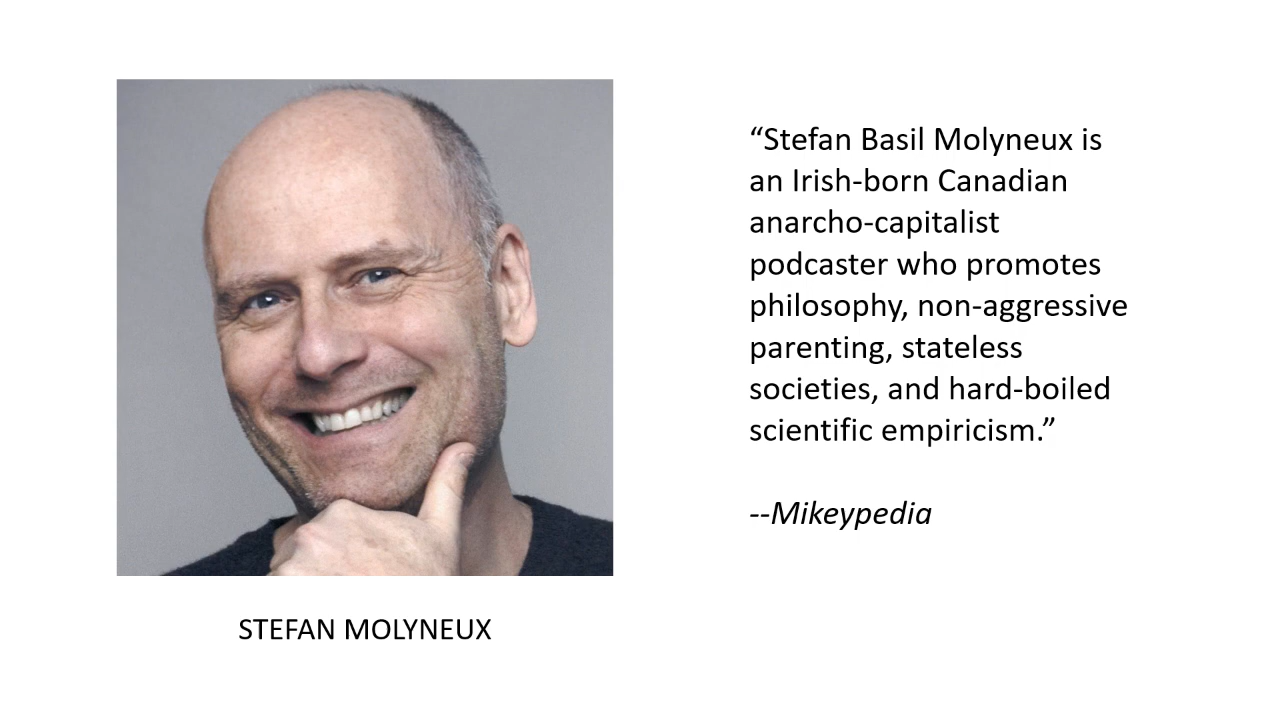 “Stefan Basil Molyneux is
an Irish-born Canadian
anarcho-capitalist
podcaster who promotes
philosophy, non-aggressive
parenting, stateless
societies, and hard-boiled
scientific empiricism.”
--Mikeypedia
STEFAN MOLYNEUX